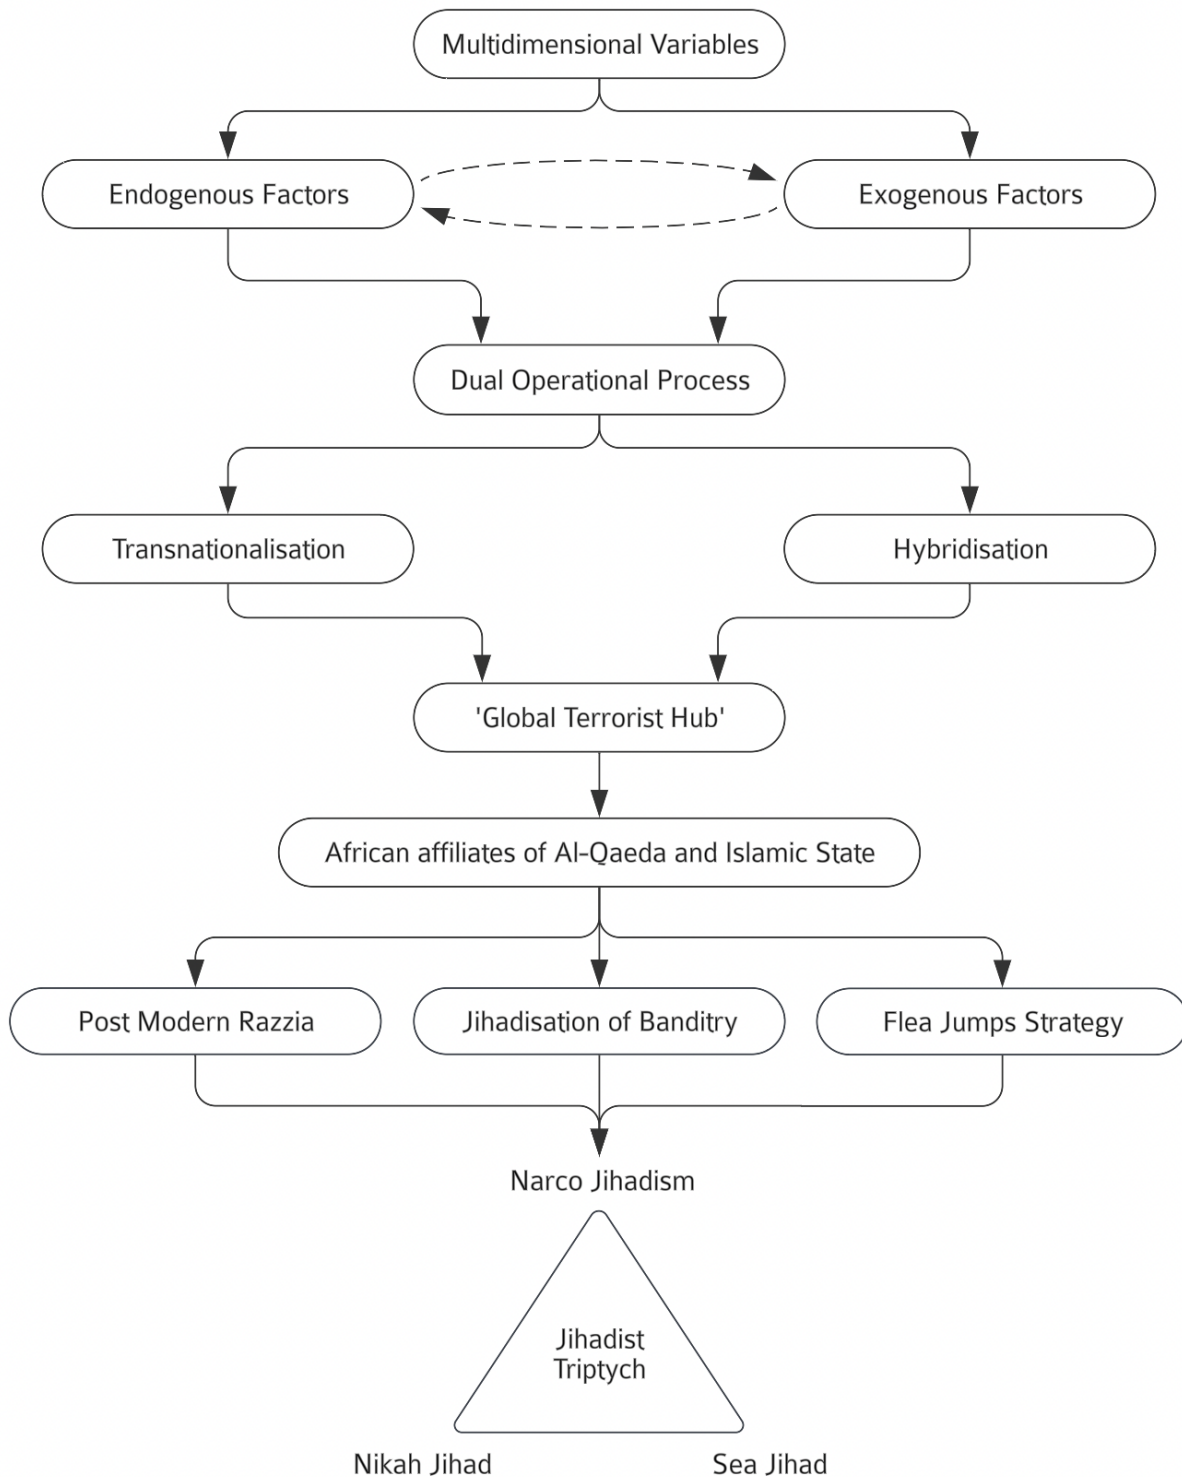 Multidimensional Variables
Endogenous Factors
Exogenous Factors
Dual Operational Process
Transnationalisation
Hybridisation
'Global Terrorist Hub'
African affiliates of Al-Qaeda and Islamic State
Post Modern Razzia
Jihadisation of Banditry
Flea Jumps Strategy
Narco Jihadism
Jihadist
Triptych
Nikah Jihad
Sea Jihad